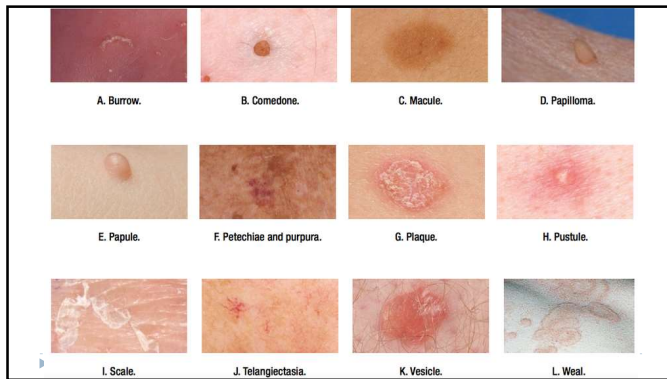 A. Burrow.
B. Comedone.
C. Macule.
D. Papilloma.
E. Papule.
F. Petechiae and purpura.
G. Plaque.
H. Pustule.
I. Scale.
J. Telangiectasia.
K. Vesicle.
L. Weal.